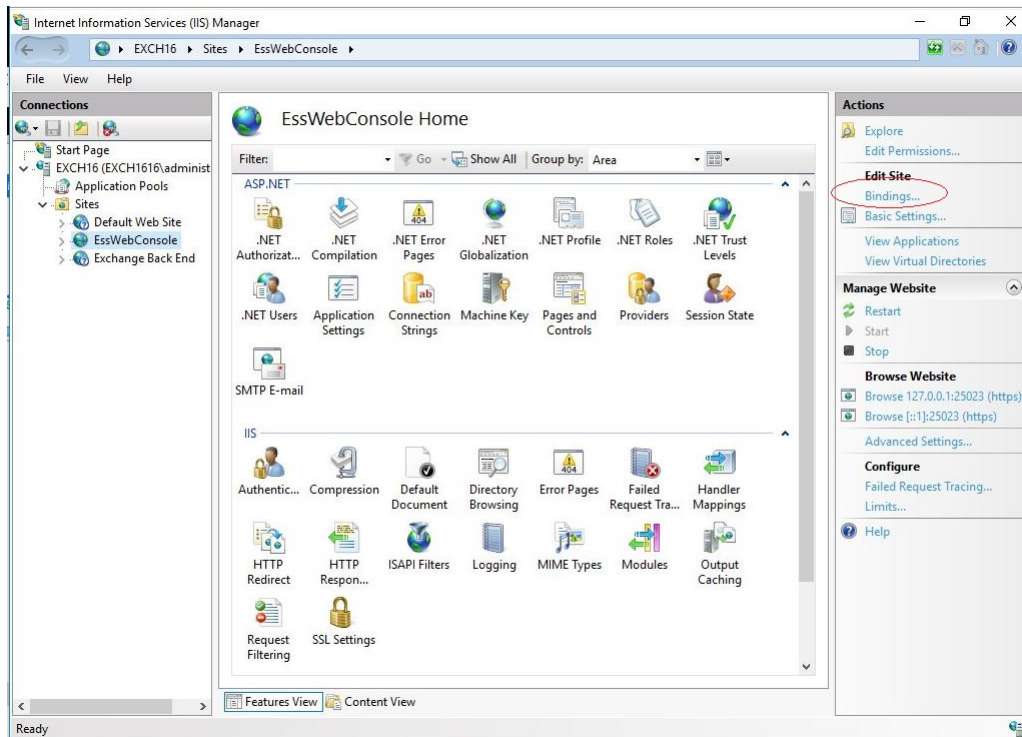 Internet Information Services (IIS) Manager
EXCH16 Sites EssWebConsole
File View Help
Connections
Start Page
EXCH16 (EXCH1616\administ
Application Pools
Sites
Default Web Site
EssWebConsole
Exchange Back End
EssWebConsole Home
Filter: Go Show All Group by: Area
ASP.NET
.NET Authorizat...
.NET Compilation
.NET Error Pages
.NET Globalization
.NET Profile
.NET Roles
.NET Trust Levels
.NET Users
Application Settings
Connection Strings
Machine Key
Pages and Controls
Providers
Session State
SMTP E-mail
IIS
Authentic...
Compression
Default Document
Directory Browsing
Error Pages
Failed Request Tra...
Handler Mappings
HTTP Redirect
HTTP Respon...
ISAPI Filters
Logging
MIME Types
Modules
Output Caching
Request Filtering
SSL Settings
Features View Content View
Actions
Explore
Edit Permissions...
Edit Site
Bindings...
Basic Settings...
View Applications
View Virtual Directories
Manage Website
Restart
Start
Stop
Browse Website
Browse 127.0.0.1:25023 (https)
Browse [::1]:25023 (https)
Advanced Settings...
Configure
Failed Request Tracing...
Limits...
Help
Ready